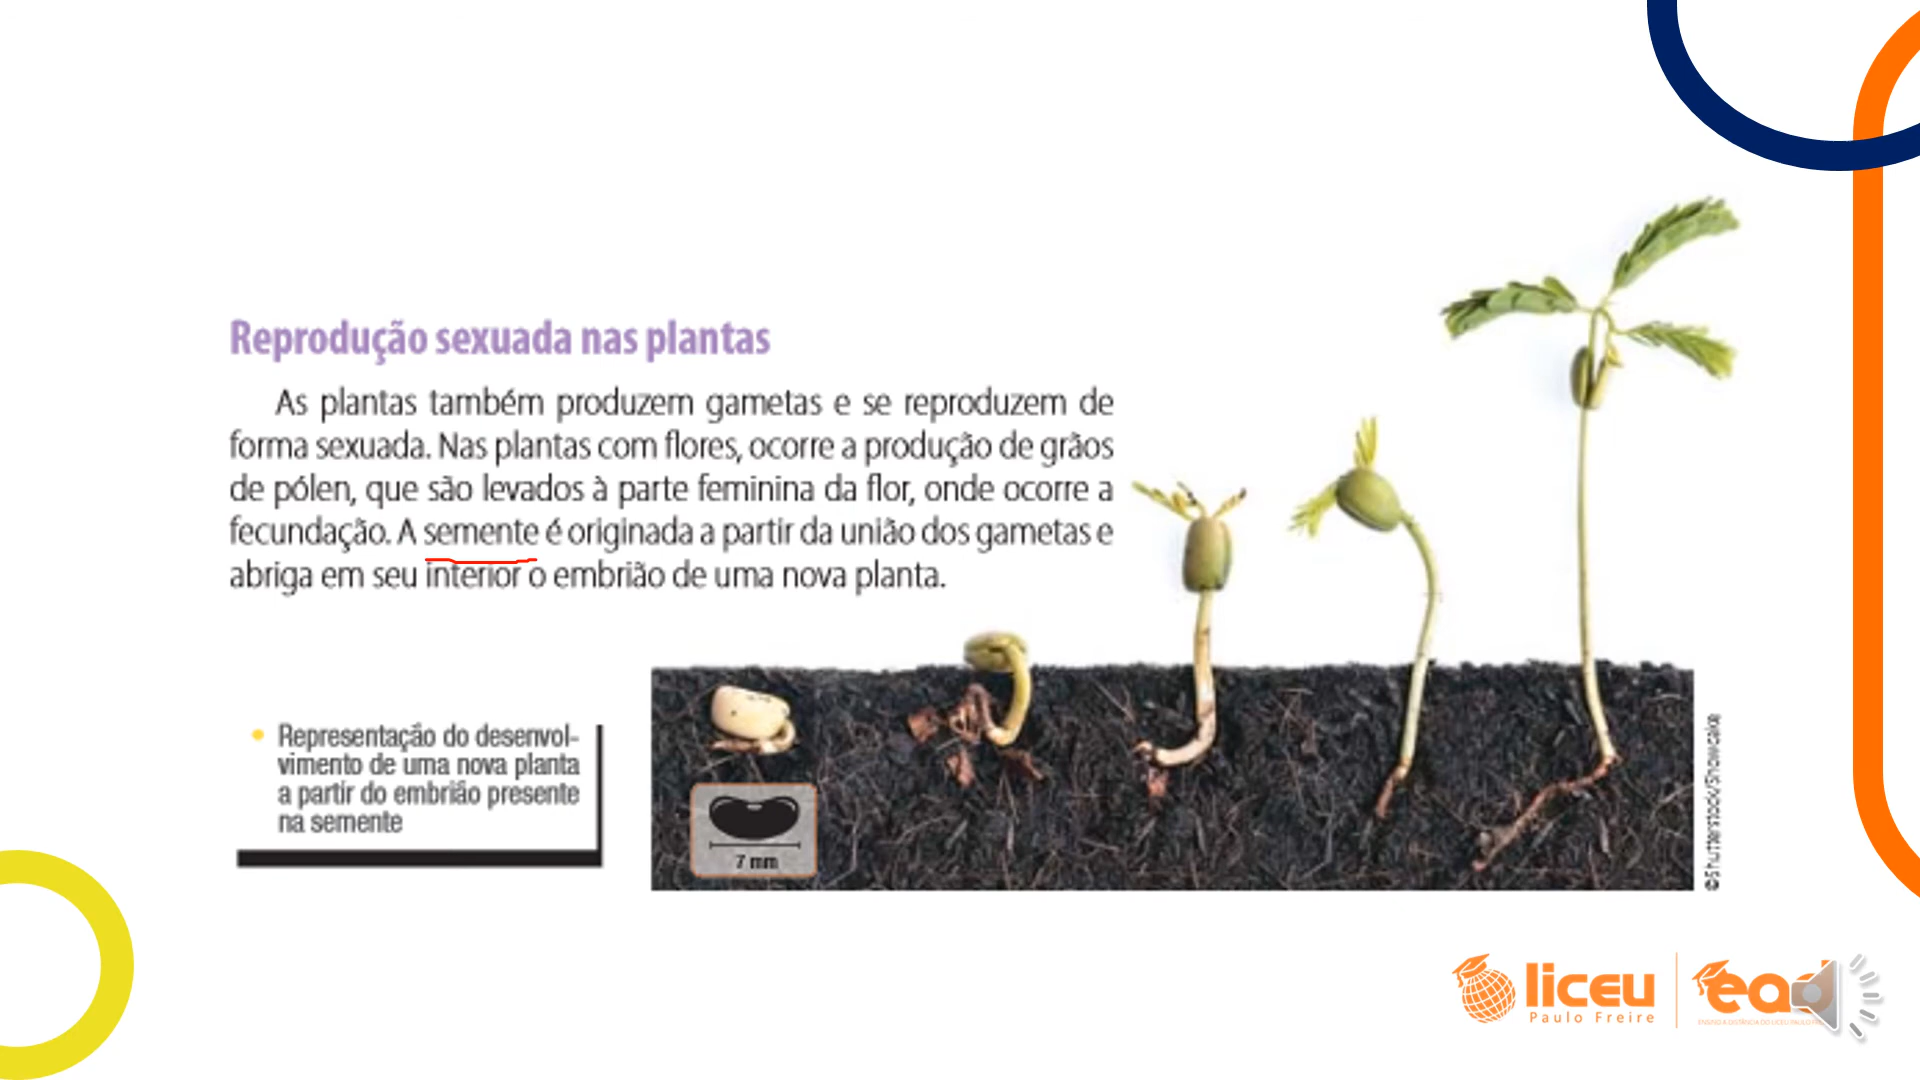 Reprodução sexuada nas plantas
As plantas também produzem gametas e se reproduzem de
forma sexuada. Nas plantas com flores, ocorre a produção de grãos
de pólen, que são levados à parte feminina da flor, onde ocorre a
fecundação. A semente é originada a partir da união dos gametas e
abriga em seu interior o embrião de uma nova planta.
Representação do desenvol-
vimento de uma nova planta
a partir do embrião presente
na semente
7 mm
©Shutterstock/Showcake
liceu
Paulo Freire
ead